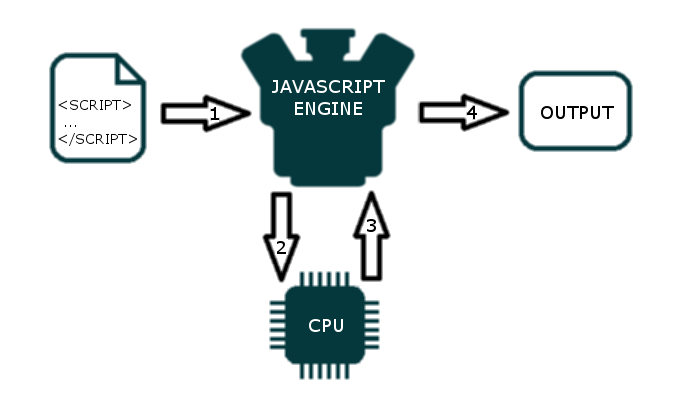 <SCRIPT>
...
</SCRIPT>
1
JAVASCRIPT
ENGINE
4
OUTPUT
2
3
CPU